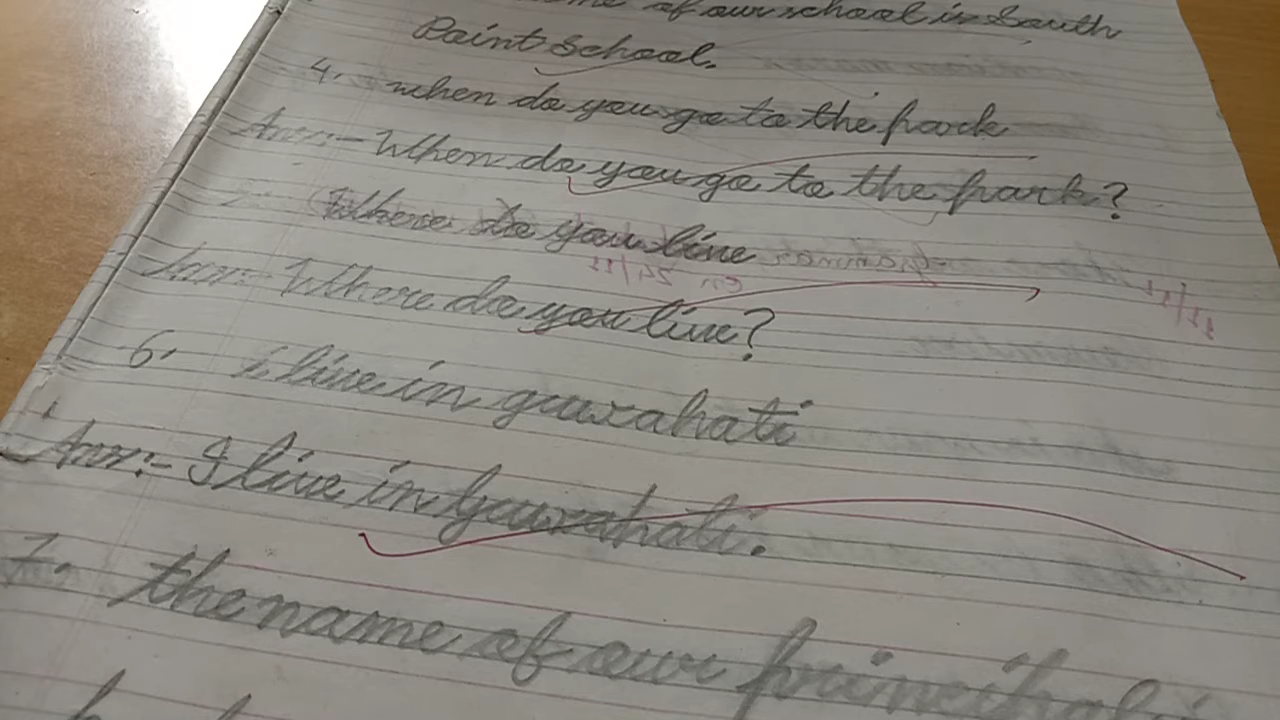 of our school is South
Point School.
4. when do you go to the park
Ans:- When do you go to the park?
5. Where do you live
Ans:- Where do you live?
6. I live in guwahati
Ans:- I live in Guwahati.
7. the name of our